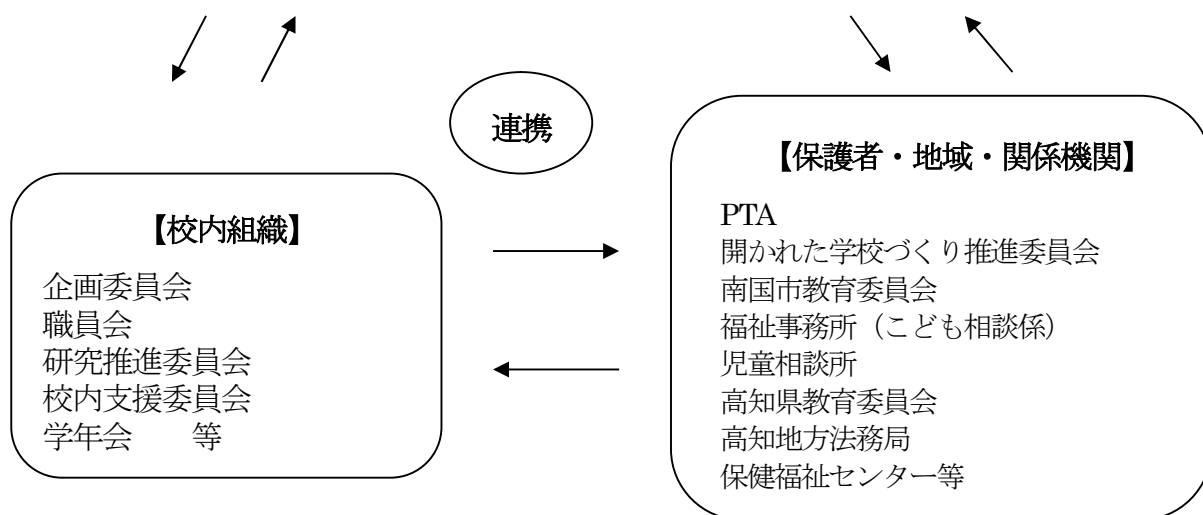 連携
【校内組織】
企画委員会
職員会
研究推進委員会
校内支援委員会
学年会　　等
【保護者・地域・関係機関】
PTA
開かれた学校づくり推進委員会
南国市教育委員会
福祉事務所（こども相談係）
児童相談所
高知県教育委員会
高知地方法務局
保健福祉センター等